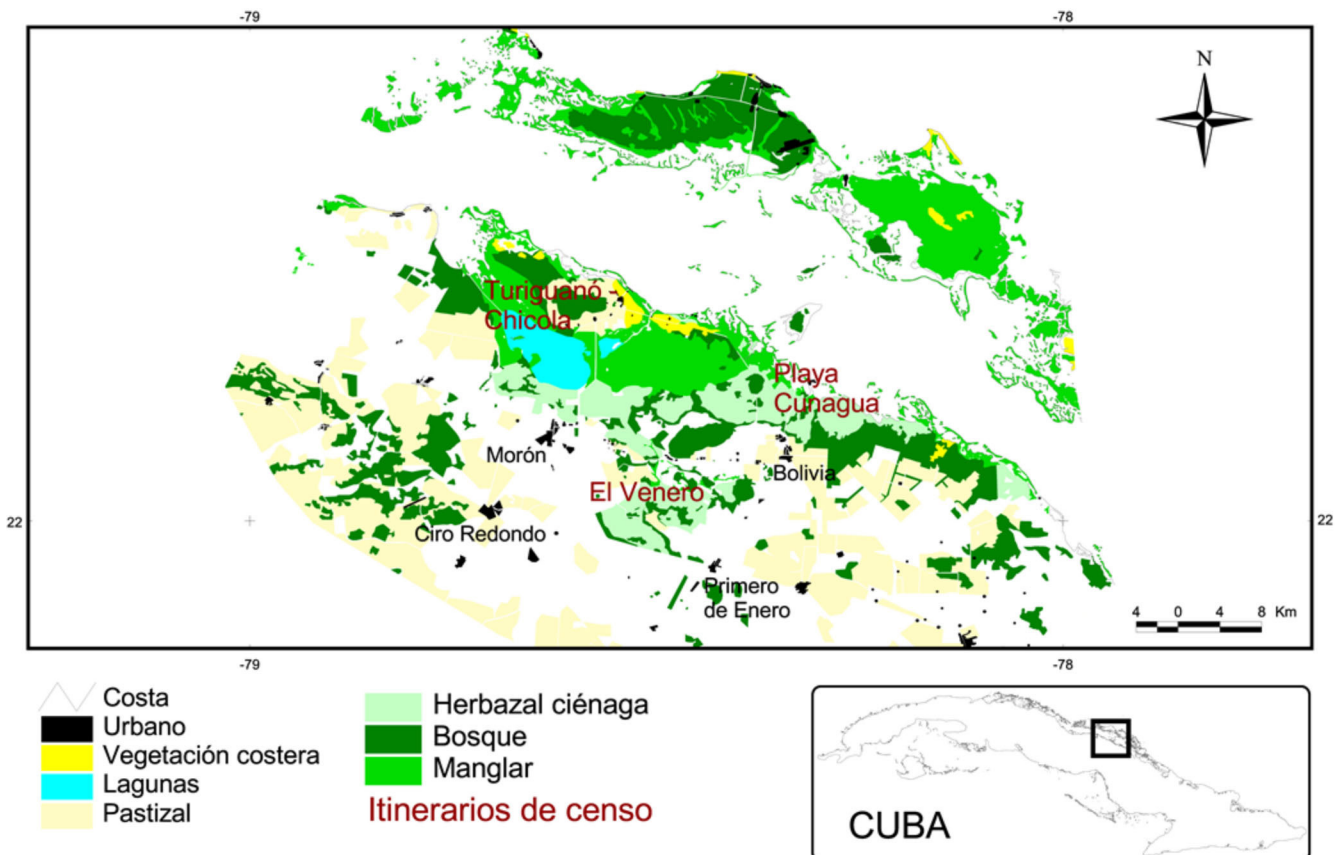 -79
-78
N
Turiguanó
Chicola
Playa
Cunagua
Morón
Bolivia
El Venero
22
22
Ciro Redondo
Primero
de Enero
4 0 4 8 Km
-79
-78
Costa
Urbano
Vegetación costera
Lagunas
Pastizal
Herbazal ciénaga
Bosque
Manglar
Itinerarios de censo
CUBA